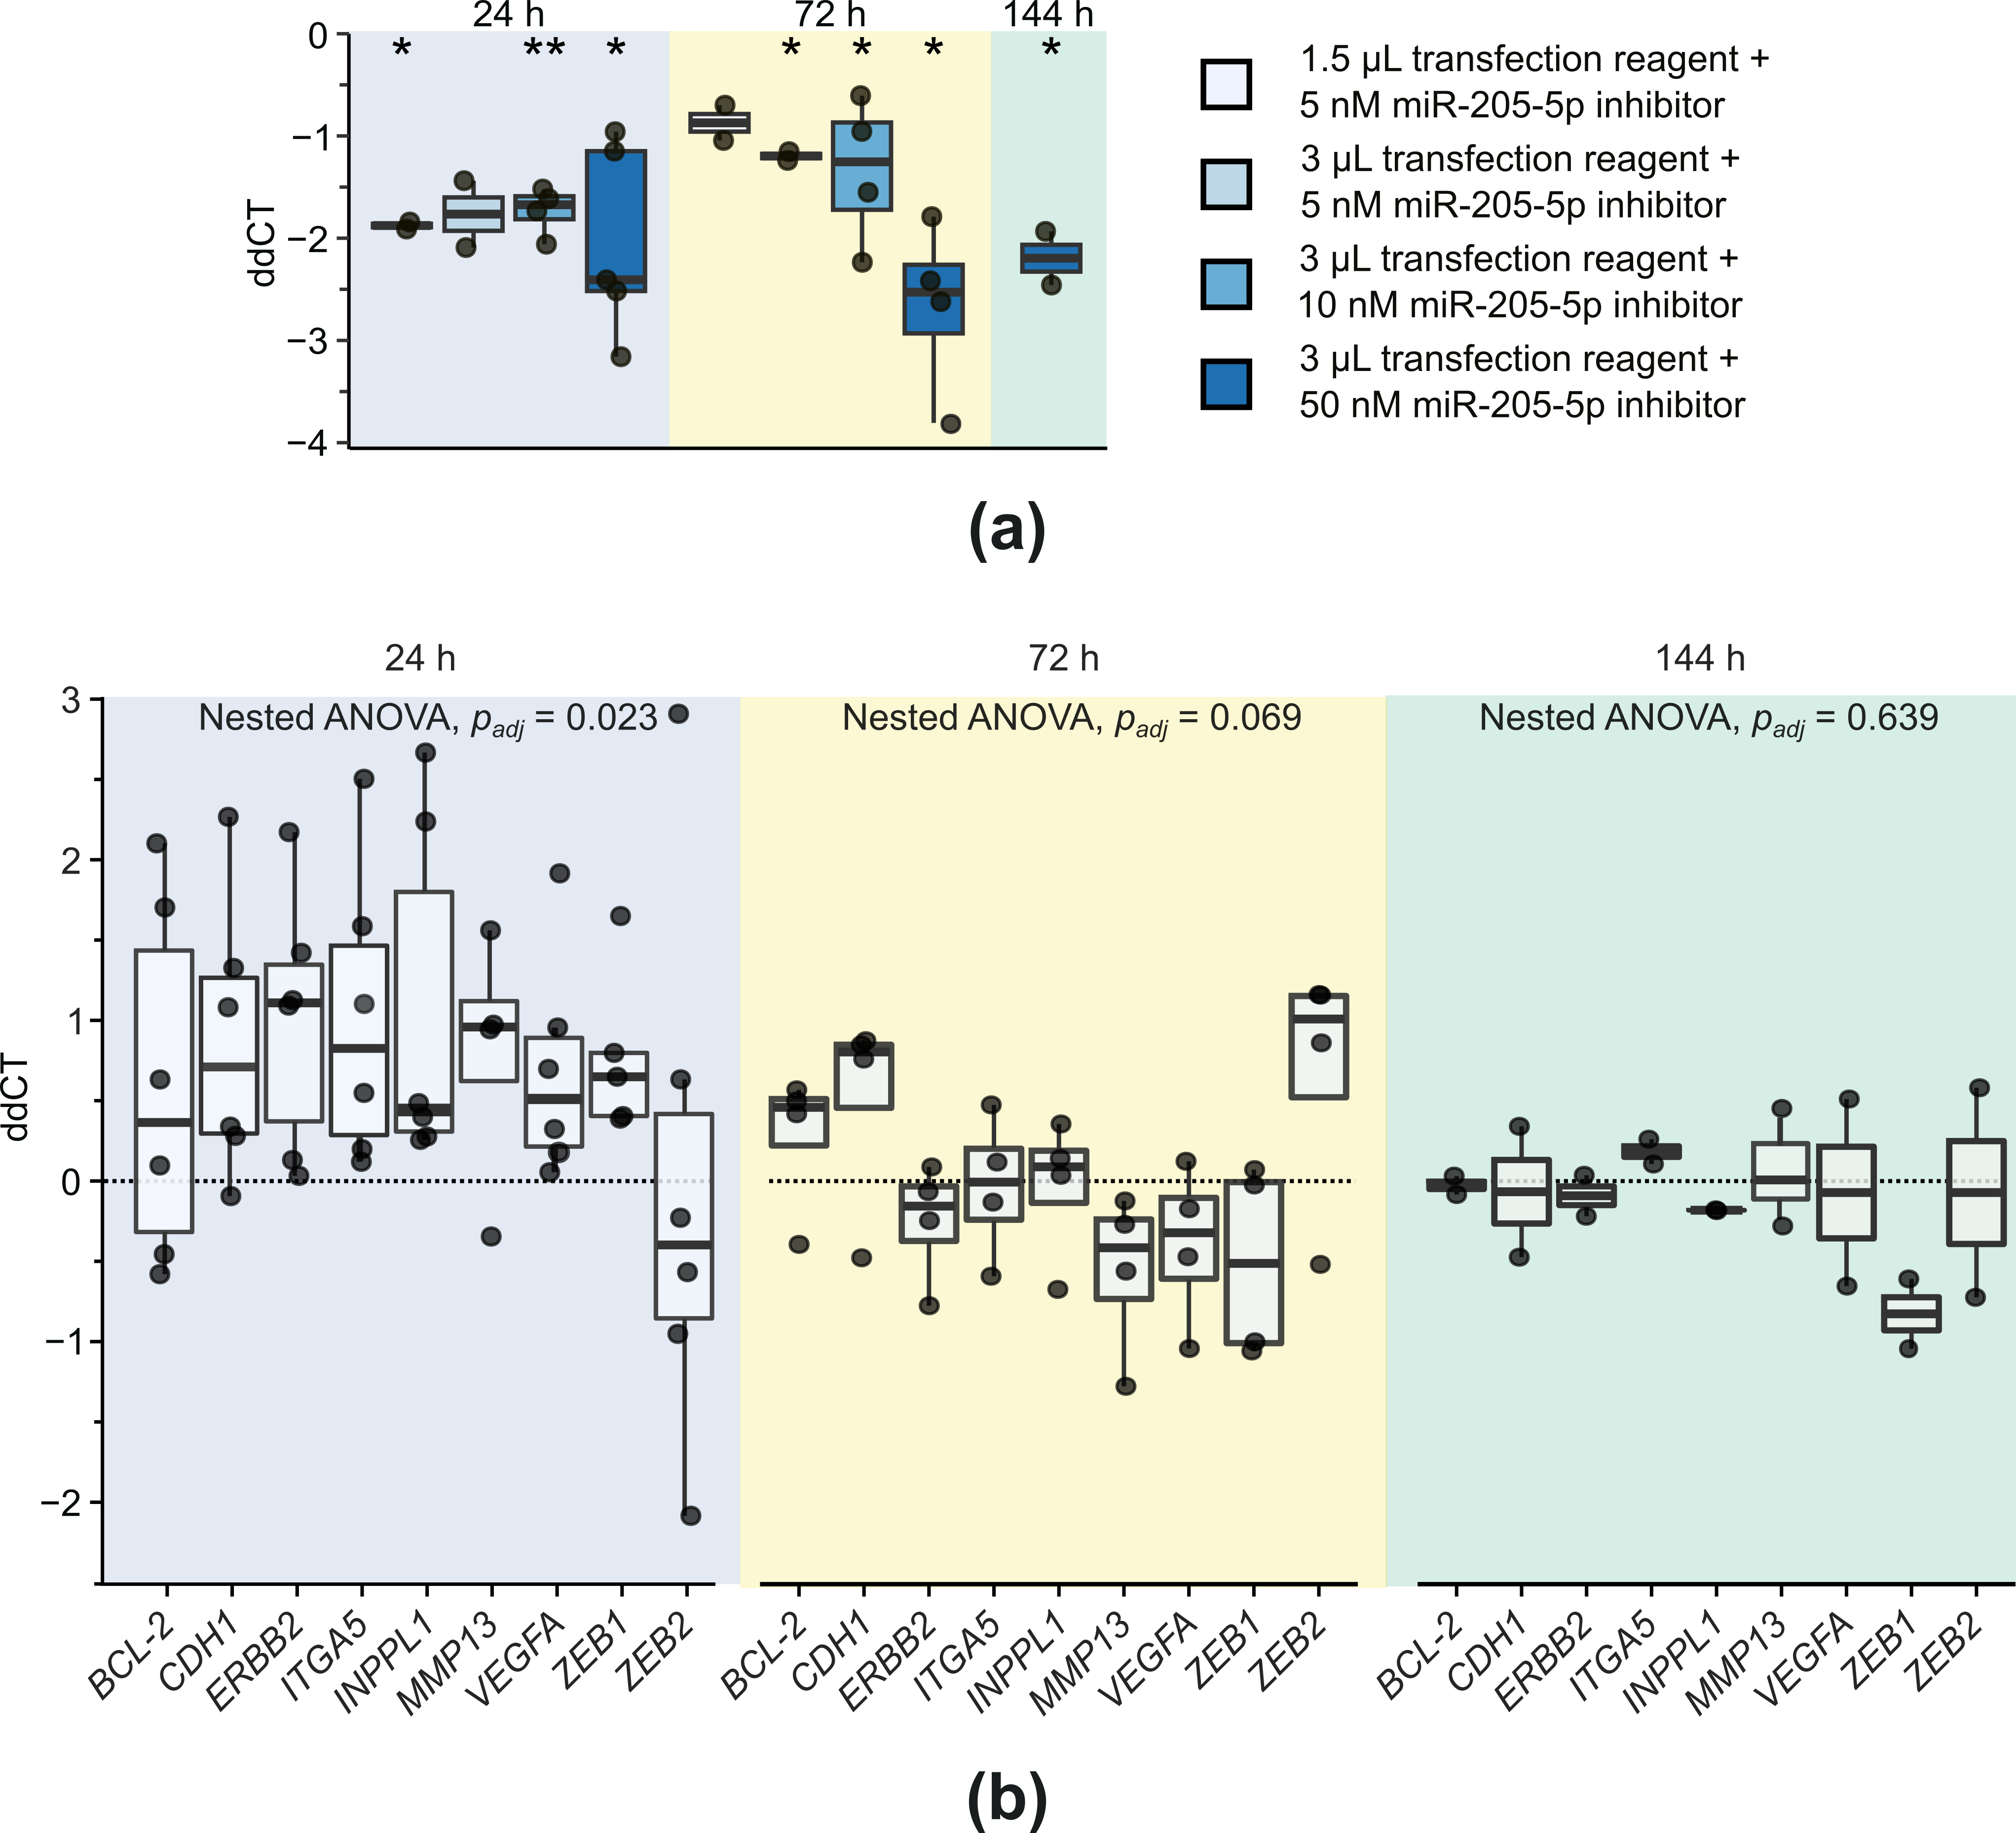 24 h
72 h
144 h
0
* ** * * * * *
−1
−2
−3
−4
ddCT
1.5 µL transfection reagent +
5 nM miR-205-5p inhibitor
3 µL transfection reagent +
5 nM miR-205-5p inhibitor
3 µL transfection reagent +
10 nM miR-205-5p inhibitor
3 µL transfection reagent +
50 nM miR-205-5p inhibitor
(a)
24 h
72 h
144 h
Nested ANOVA, padj = 0.023
Nested ANOVA, padj = 0.069
Nested ANOVA, padj = 0.639
3
2
1
0
−1
−2
ddCT
BCL-2
CDH1
ERBB2
ITGA5
INPPL1
MMP13
VEGFA
ZEB1
ZEB2
BCL-2
CDH1
ERBB2
ITGA5
INPPL1
MMP13
VEGFA
ZEB1
ZEB2
BCL-2
CDH1
ERBB2
ITGA5
INPPL1
MMP13
VEGFA
ZEB1
ZEB2
(b)